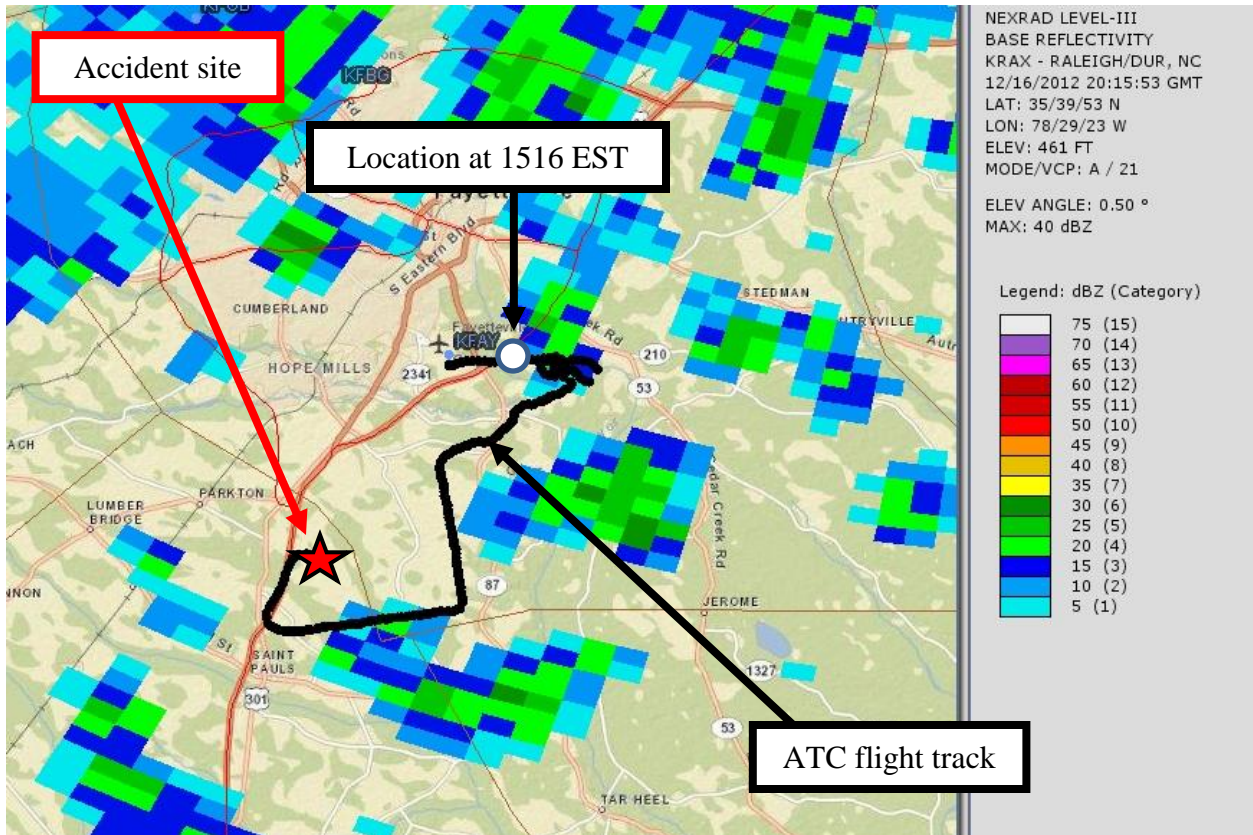 KFBG
Accident site
Location at 1516 EST
S Eastern Blvd
CUMBERLAND
STEDMAN
HOPE MILLS
KFAY
2341
210
53
PARKTON
LUMBER
BRIDGE
Cedar Creek Rd
87
JEROME
SAINT
PAULS
St
301
1327
53
ATC flight track
TAR HEEL
NEXRAD LEVEL-III
BASE REFLECTIVITY
KRAX - RALEIGH/DUR, NC
12/16/2012 20:15:53 GMT
LAT: 35/39/53 N
LON: 78/29/23 W
ELEV: 461 FT
MODE/VCP: A / 21
ELEV ANGLE: 0.50 °
MAX: 40 dBZ
Legend: dBZ (Category)
75 (15)
70 (14)
65 (13)
60 (12)
55 (11)
50 (10)
45 (9)
40 (8)
35 (7)
30 (6)
25 (5)
20 (4)
15 (3)
10 (2)
5 (1)